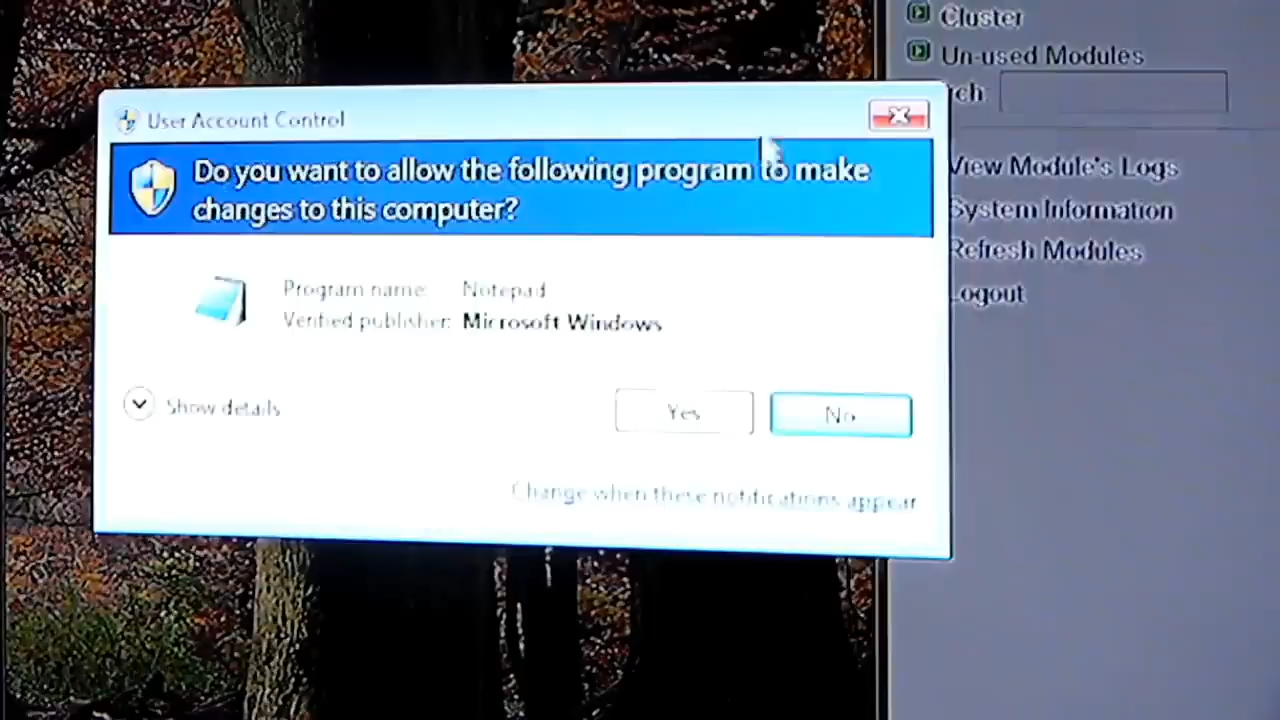 Cluster
Un-used Modules
rch
User Account Control
Do you want to allow the following program to make
changes to this computer?
View Module's Logs
System Information
Refresh Modules
Logout
Program name: Notepad
Verified publisher: Microsoft Windows
Show details
Yes
No
Change when these notifications appear